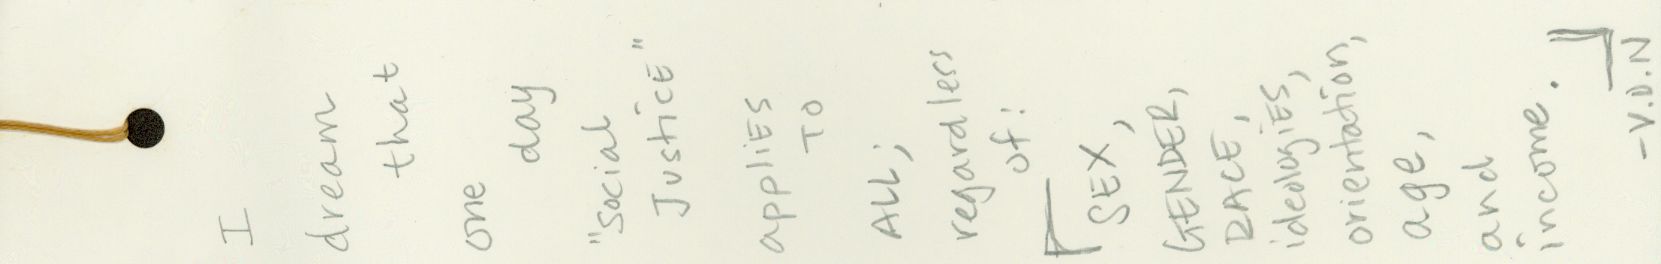 I
dream
that
one
day
"Social
JusticE"
appliES
TO
ALL;
regardless
of:
SEX,
GENDER,
RACE,
ideologiES,
orientation,
age,
and
income.
-V.D.N